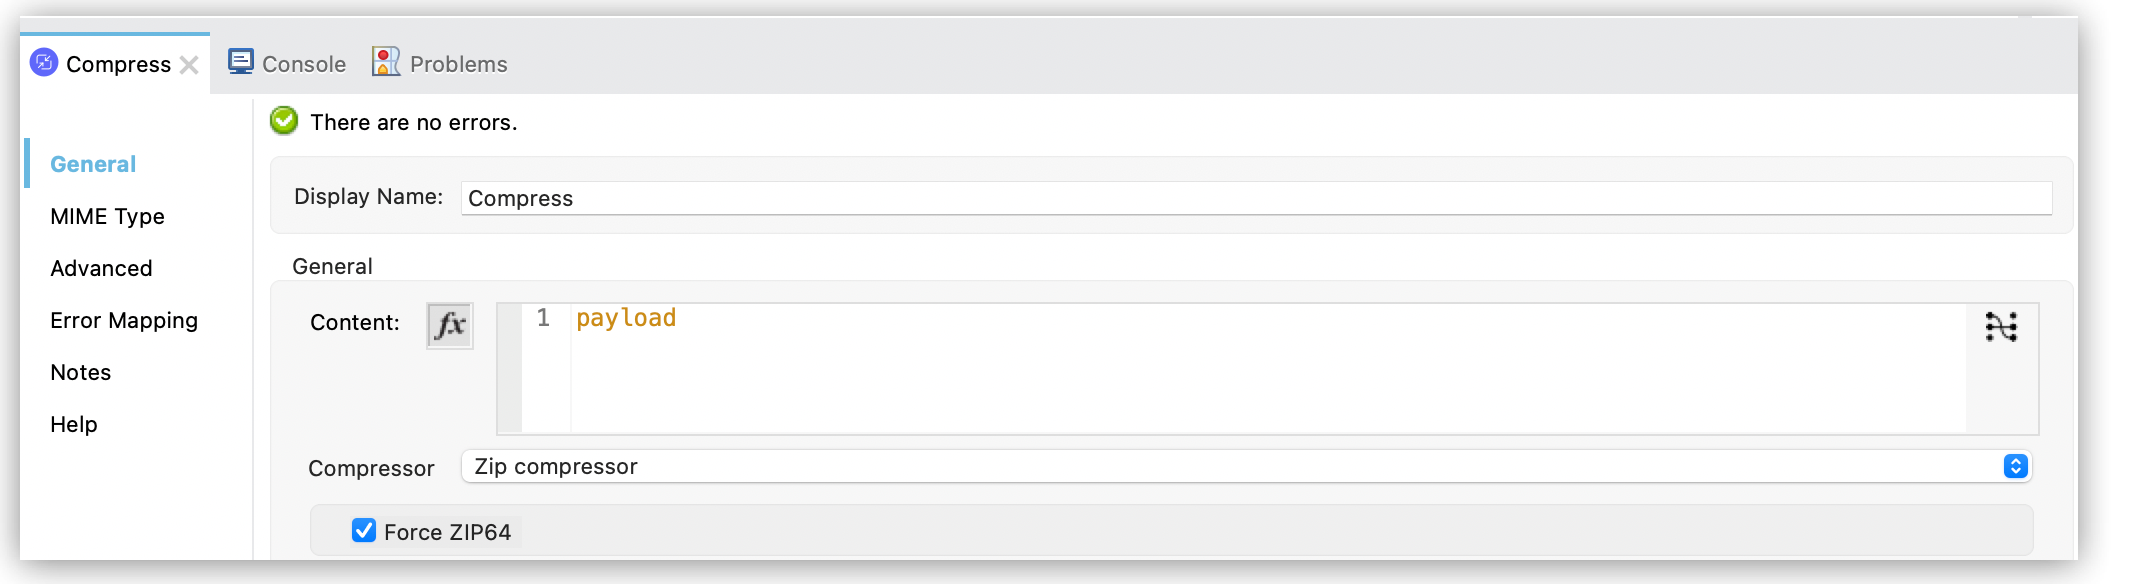 Compress Console Problems
There are no errors.
General
MIME Type
Advanced
Error Mapping
Notes
Help
Display Name: Compress
General
Content: fx 1 payload
Compressor Zip compressor
Force ZIP64